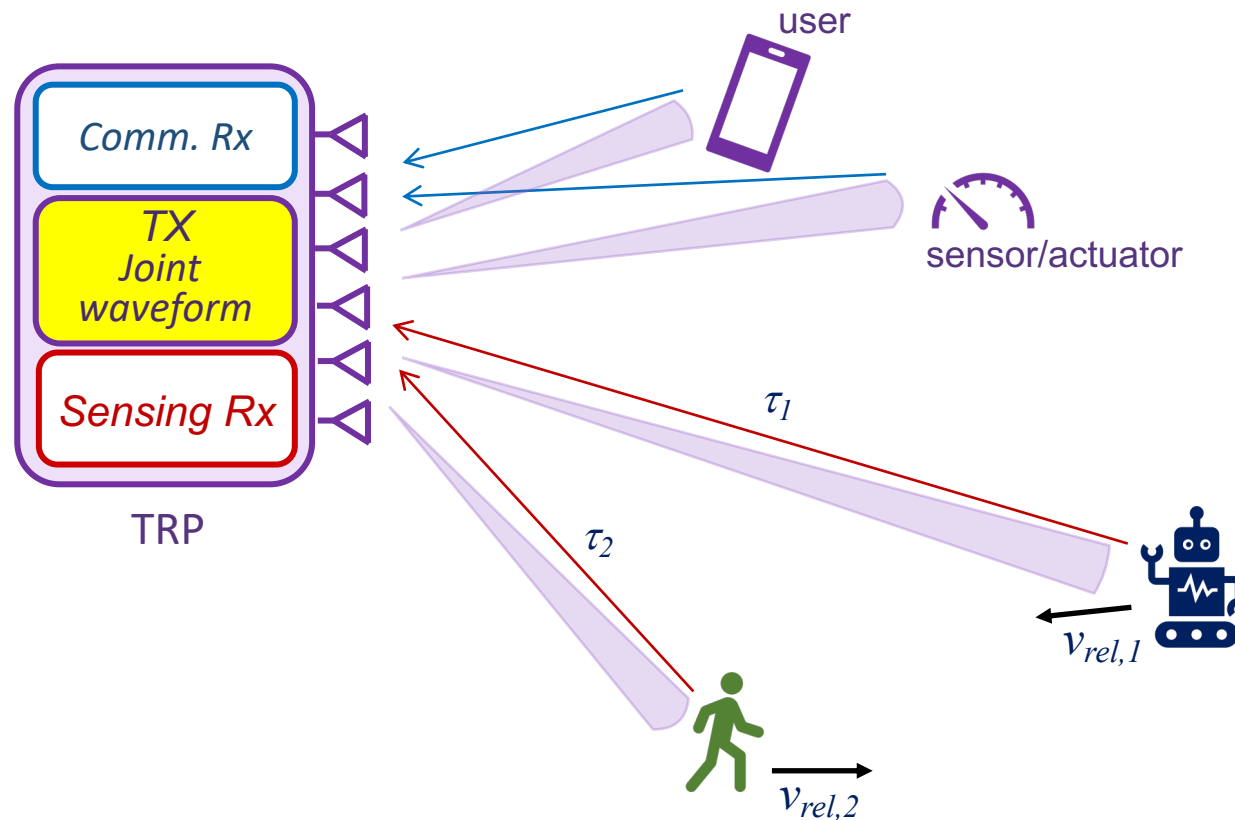 user
Comm. Rx
TX
Joint
waveform
sensor/actuator
Sensing Rx
τ1
TRP
τ2
vrel,1
vrel,2